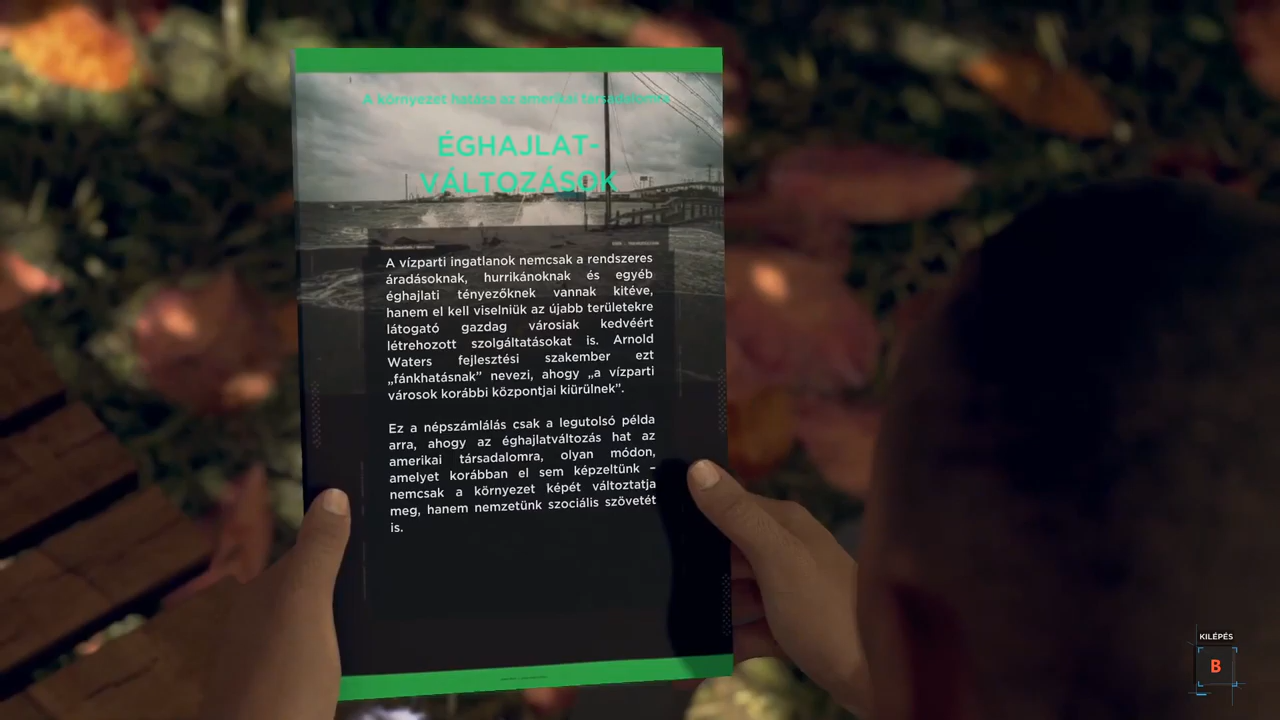 A környezet hatása az amerikai társadalomra
ÉGHAJLAT-
VÁLTOZÁSOK
A vízparti ingatlanok nemcsak a rendszeres
áradásoknak, hurrikánoknak és egyéb
éghajlati tényezőknek vannak kitéve,
hanem el kell viselniük az újabb területekre
látogató gazdag városiak kedvéért
létrehozott szolgáltatásokat is. Arnold
Waters fejlesztési szakember ezt
„fánkhatásnak” nevezi, ahogy „a vízparti
városok korábbi központjai kiürülnek”.
Ez a népszámlálás csak a legutolsó példa
arra, ahogy az éghajlatváltozás hat az
amerikai társadalomra, olyan módon,
amelyet korábban el sem képzeltünk –
nemcsak a környezet képét változtatja
meg, hanem nemzetünk szociális szövetét
is.
KILÉPÉS
B